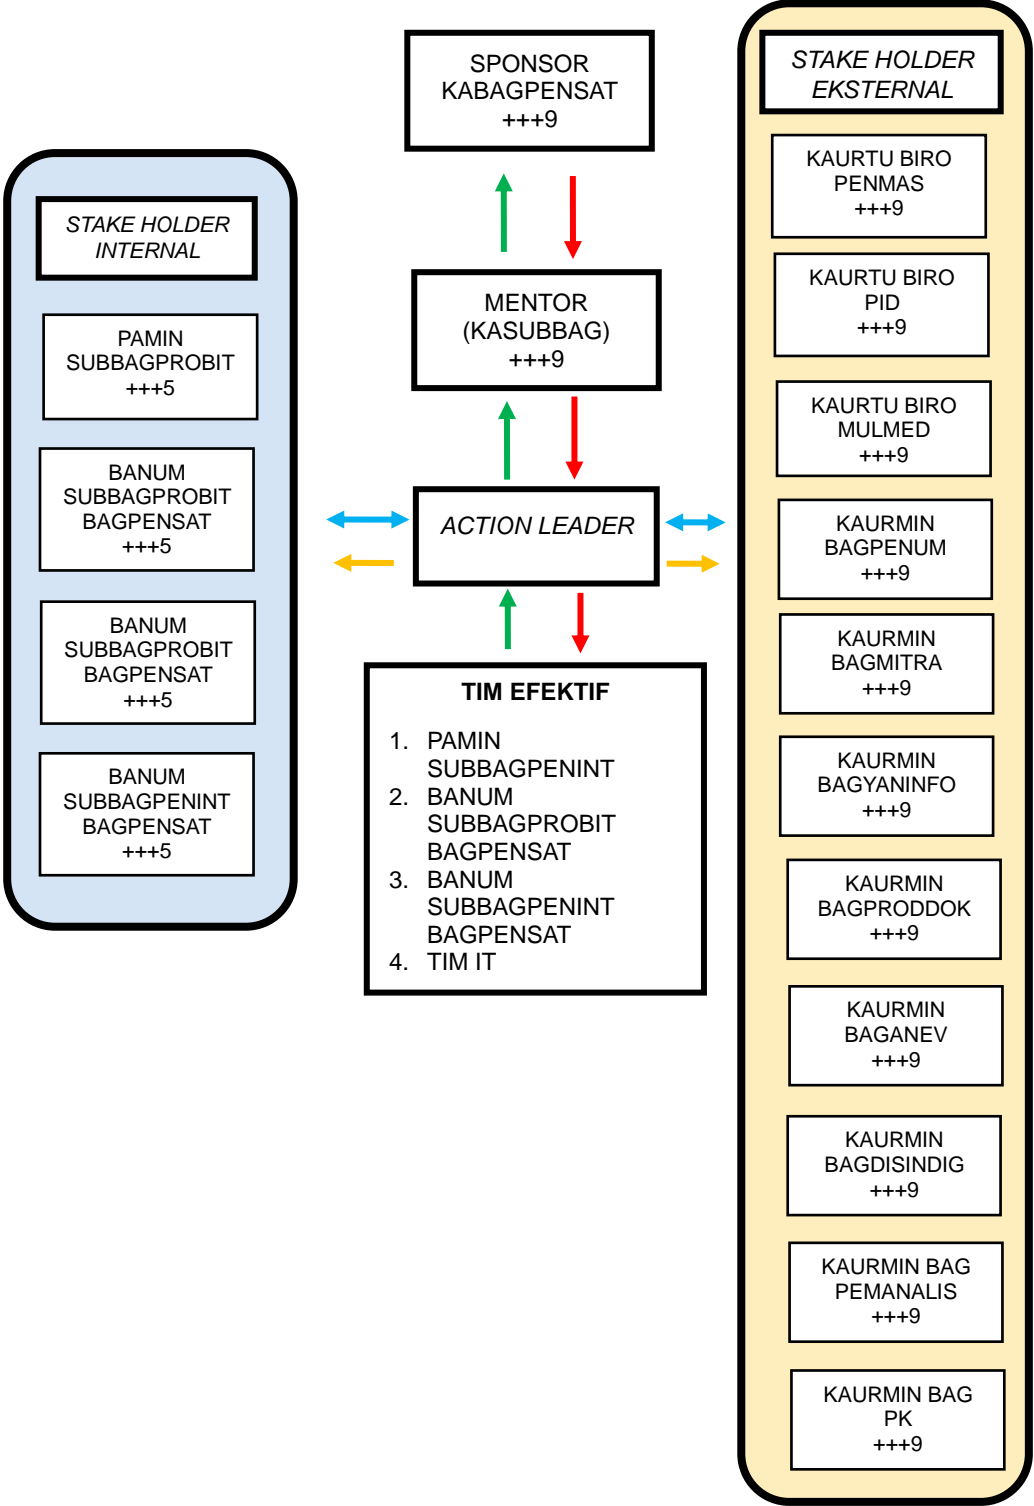 SPONSOR
KABAGPENSAT
+++9
MENTOR
(KASUBBAG)
+++9
ACTION LEADER
TIM EFEKTIF
1. PAMIN
SUBBAGPENINT
2. BANUM
SUBBAGPROBIT
BAGPENSAT
3. BANUM
SUBBAGPENINT
BAGPENSAT
4. TIM IT
STAKE HOLDER
INTERNAL
PAMIN
SUBBAGPROBIT
+++5
BANUM
SUBBAGPROBIT
BAGPENSAT
+++5
BANUM
SUBBAGPROBIT
BAGPENSAT
+++5
BANUM
SUBBAGPENINT
BAGPENSAT
+++5
STAKE HOLDER
EKSTERNAL
KAURTU BIRO
PENMAS
+++9
KAURTU BIRO
PID
+++9
KAURTU BIRO
MULMED
+++9
KAURMIN
BAGPENUM
+++9
KAURMIN
BAGMITRA
+++9
KAURMIN
BAGYANINFO
+++9
KAURMIN
BAGPRODDOK
+++9
KAURMIN
BAGANEV
+++9
KAURMIN
BAGDISINDIG
+++9
KAURMIN BAG
PEMANALIS
+++9
KAURMIN BAG
PK
+++9